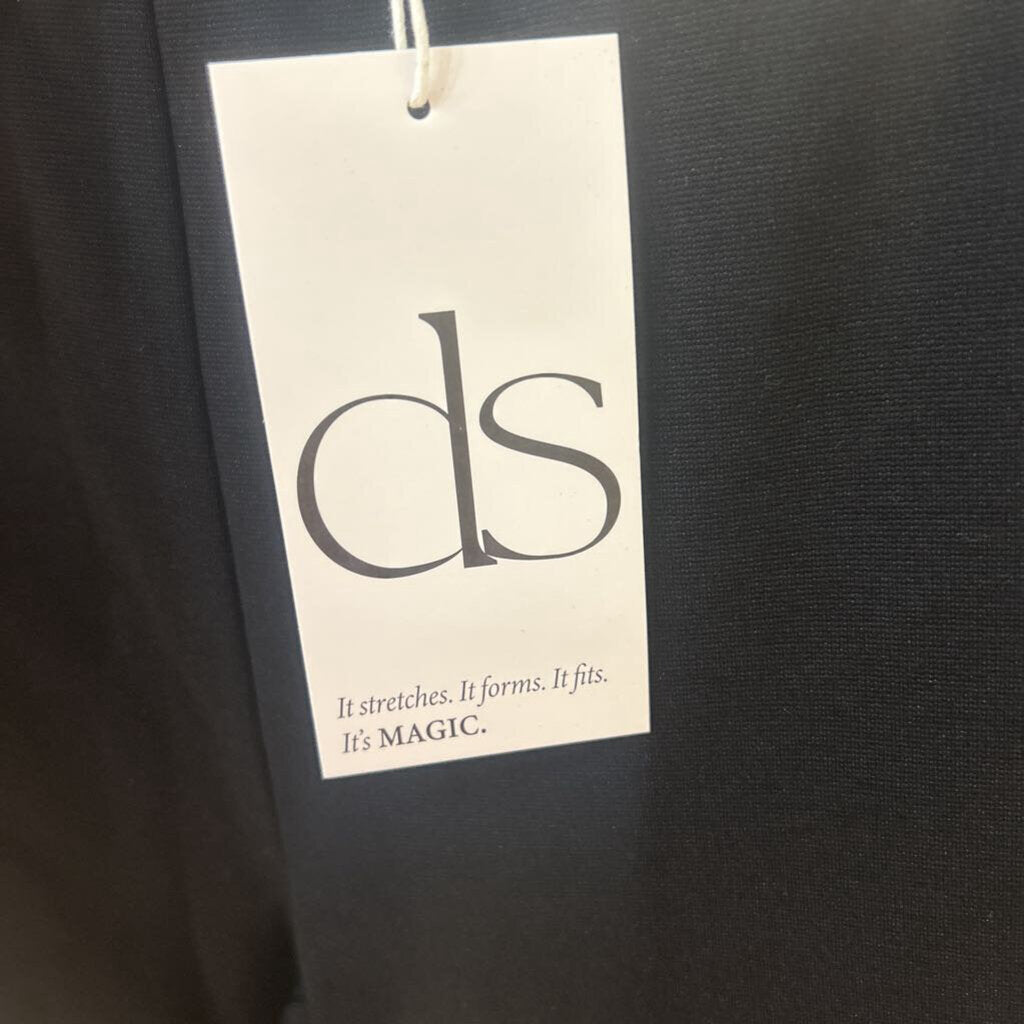 ds
It stretches. It forms. It fits.
It's MAGIC.